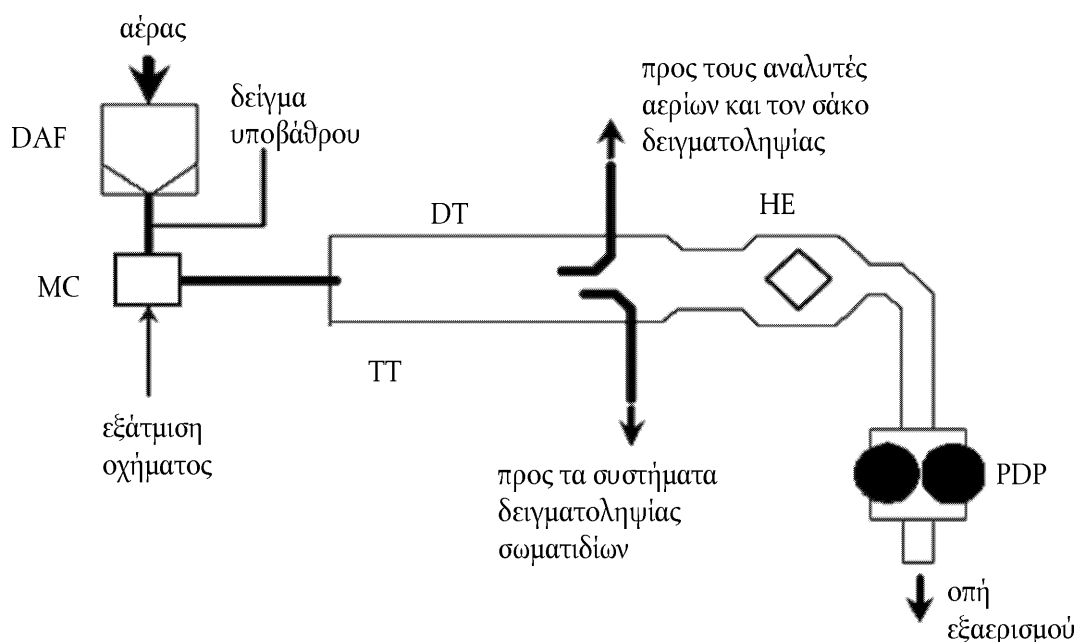 αέρας
DAF
δείγμα
υποβάθρου
προς τους αναλυτές
αερίων και τον σάκο
δειγματοληψίας
DT
HE
MC
TT
εξάτμιση
οχήματος
προς τα συστήματα
δειγματοληψίας
σωματιδίων
PDP
οπή
εξαερισμού